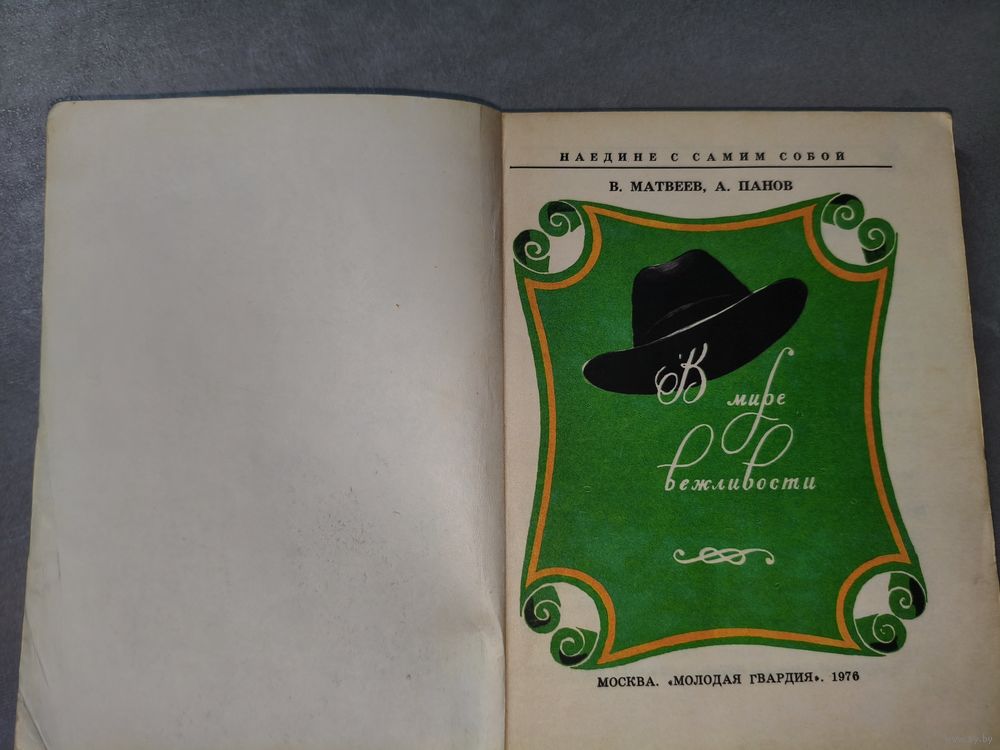 НАЕДИНЕ С САМИМ СОБОЙ
В. МАТВЕЕВ, А. ПАНОВ
В мире
вежливости
МОСКВА. «МОЛОДАЯ ГВАРДИЯ». 1976